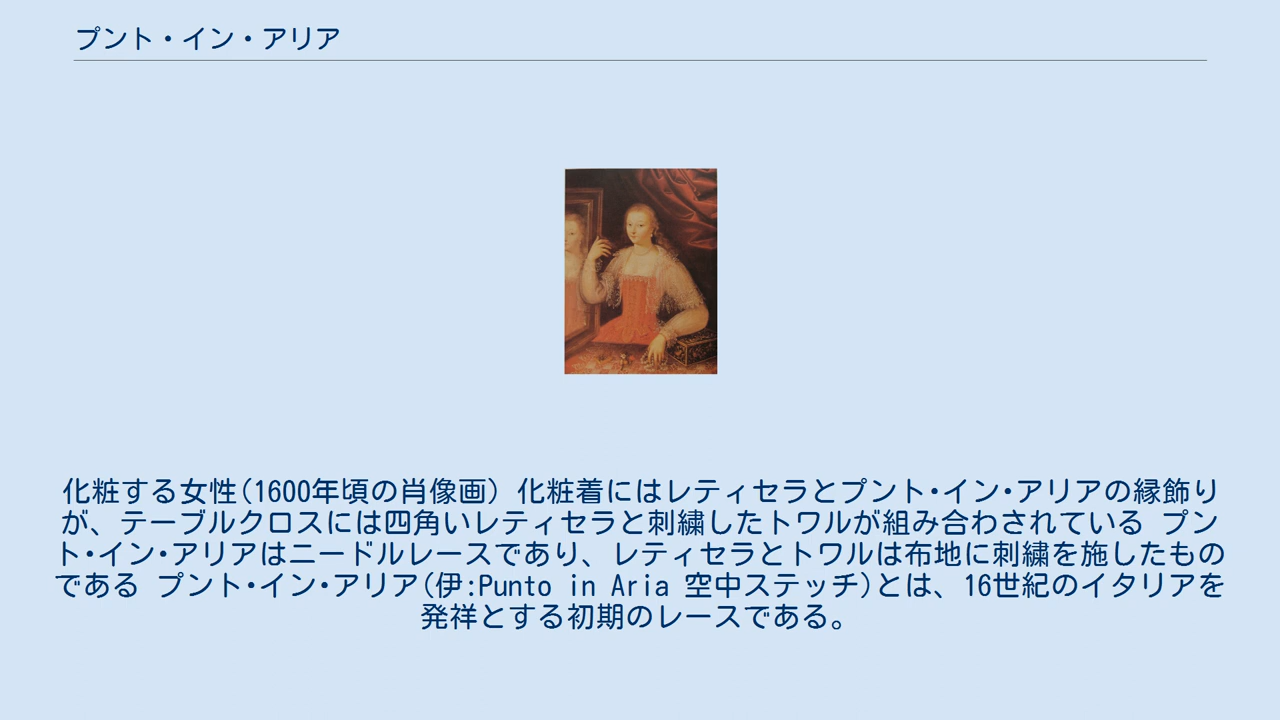 プント・イン・アリア
化粧する女性(1600年頃の肖像画) 化粧着にはレティセラとプント・イン・アリアの縁飾り
が、テーブルクロスには四角いレティセラと刺繍したトワルが組み合わされている プン
ト・イン・アリアはニードルレースであり、レティセラとトワルは布地に刺繍を施したもの
である プント・イン・アリア(伊:Punto in Aria 空中ステッチ)とは、16世紀のイタリアを
発祥とする初期のレースである。